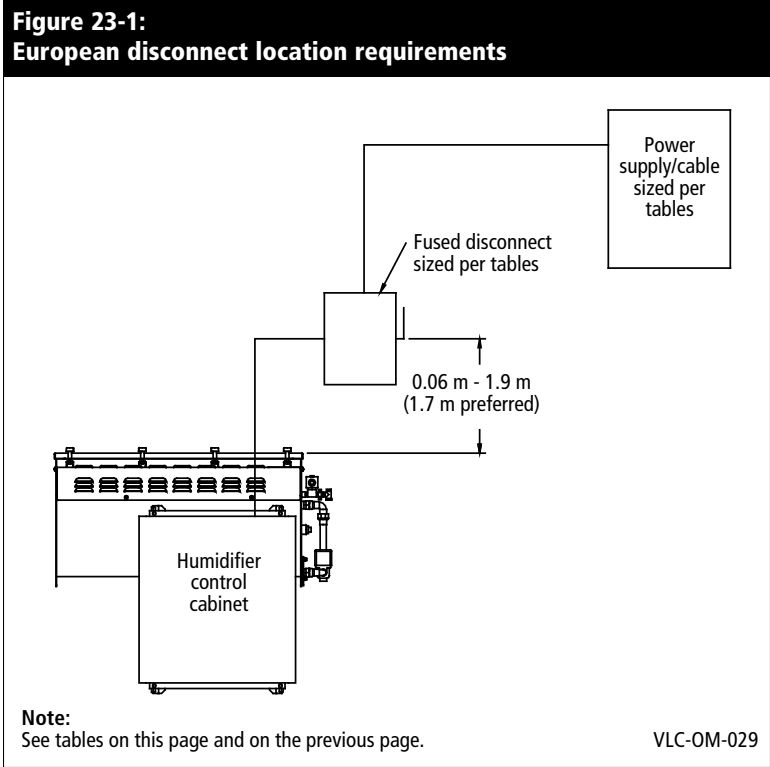 Figure 23-1:
European disconnect location requirements
Power
supply/cable
sized per
tables
Fused disconnect
sized per tables
0.06 m - 1.9 m
(1.7 m preferred)
Humidifier
control
cabinet
Note:
See tables on this page and on the previous page.
VLC-OM-029